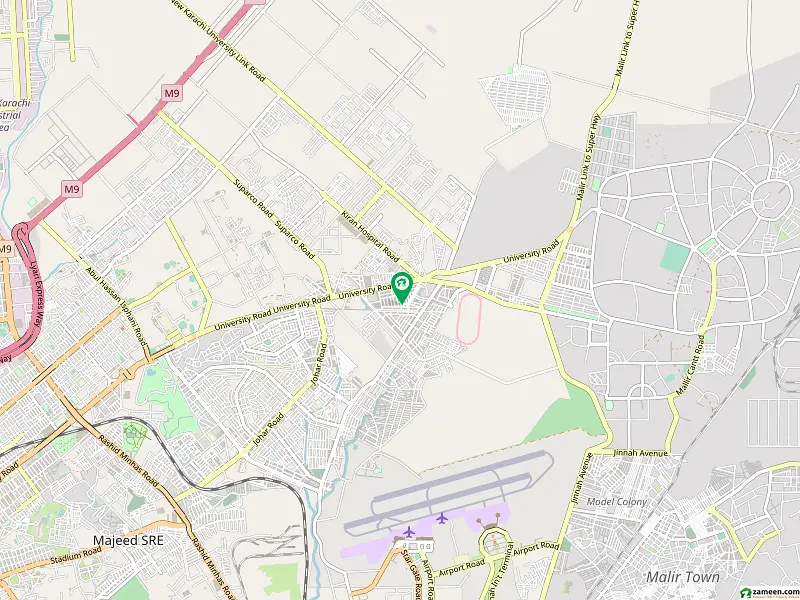 New Karachi University Link Road
Malir Link to Super H
M9
Karachi
strial
ea
Malir Link to Super Hwy
M9
Suparco Road
Suparco Road
Kiran Hospital Road
University Road
M9
Lyari Express Way
Abul Hassan Isphani Road
University Roa
University Road
University Road
Way
Johar Road
Malir Cantt Road
Johar Road
Rashid Minhas Road
Road
Jinnah Avenue
Jinnah Avenue
Model Colony
Majeed SRE
Stadium Road
Rashid Minhas Road
Star Gate Road
Airport Road
Airport Road
Airport Road
Jinnah Int'l Terminal
Malir Town
zameen.com